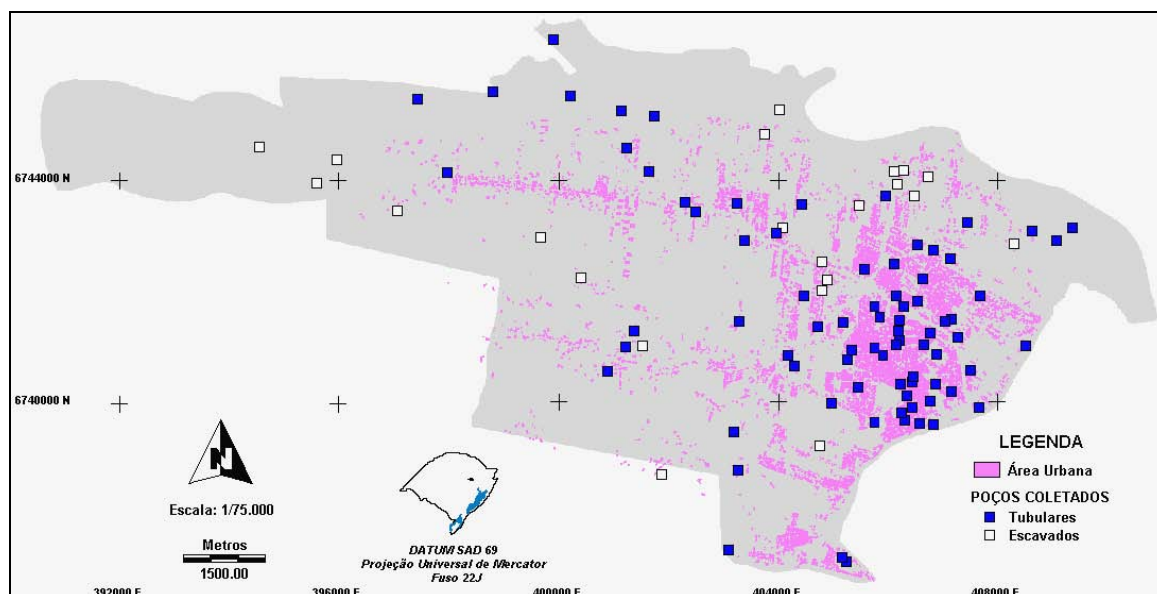 6744000 N
6740000 N
N
Escala: 1/75.000
Metros
1500.00
DATUM SAD 69
Projeção Universal de Mercator
Fuso 22J
LEGENDA
Área Urbana
POÇOS COLETADOS
Tubulares
Escavados
392000 E
396000 E
400000 E
404000 E
408000 E